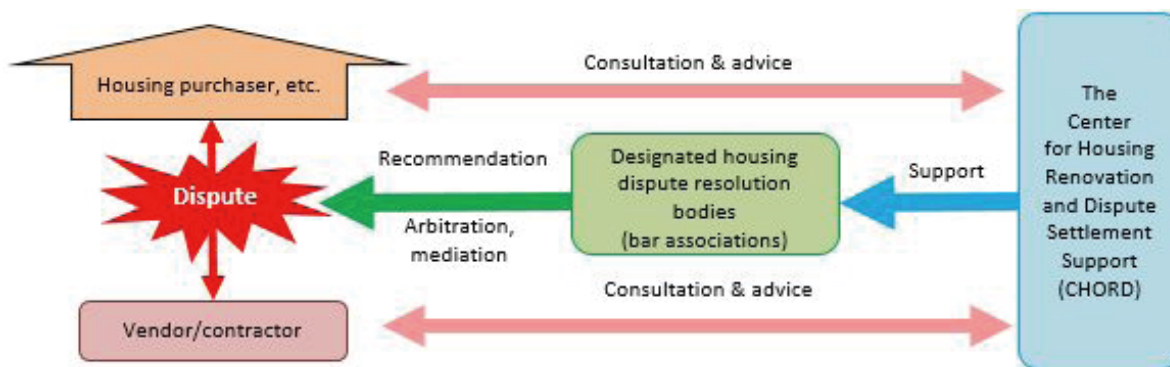 Housing purchaser, etc.
Consultation & advice
Dispute
Recommendation
Arbitration,
mediation
Designated housing
dispute resolution
bodies
(bar associations)
Support
The
Center
for Housing
Renovation
and Dispute
Settlement
Support
(CHORD)
Consultation & advice
Vendor/contractor